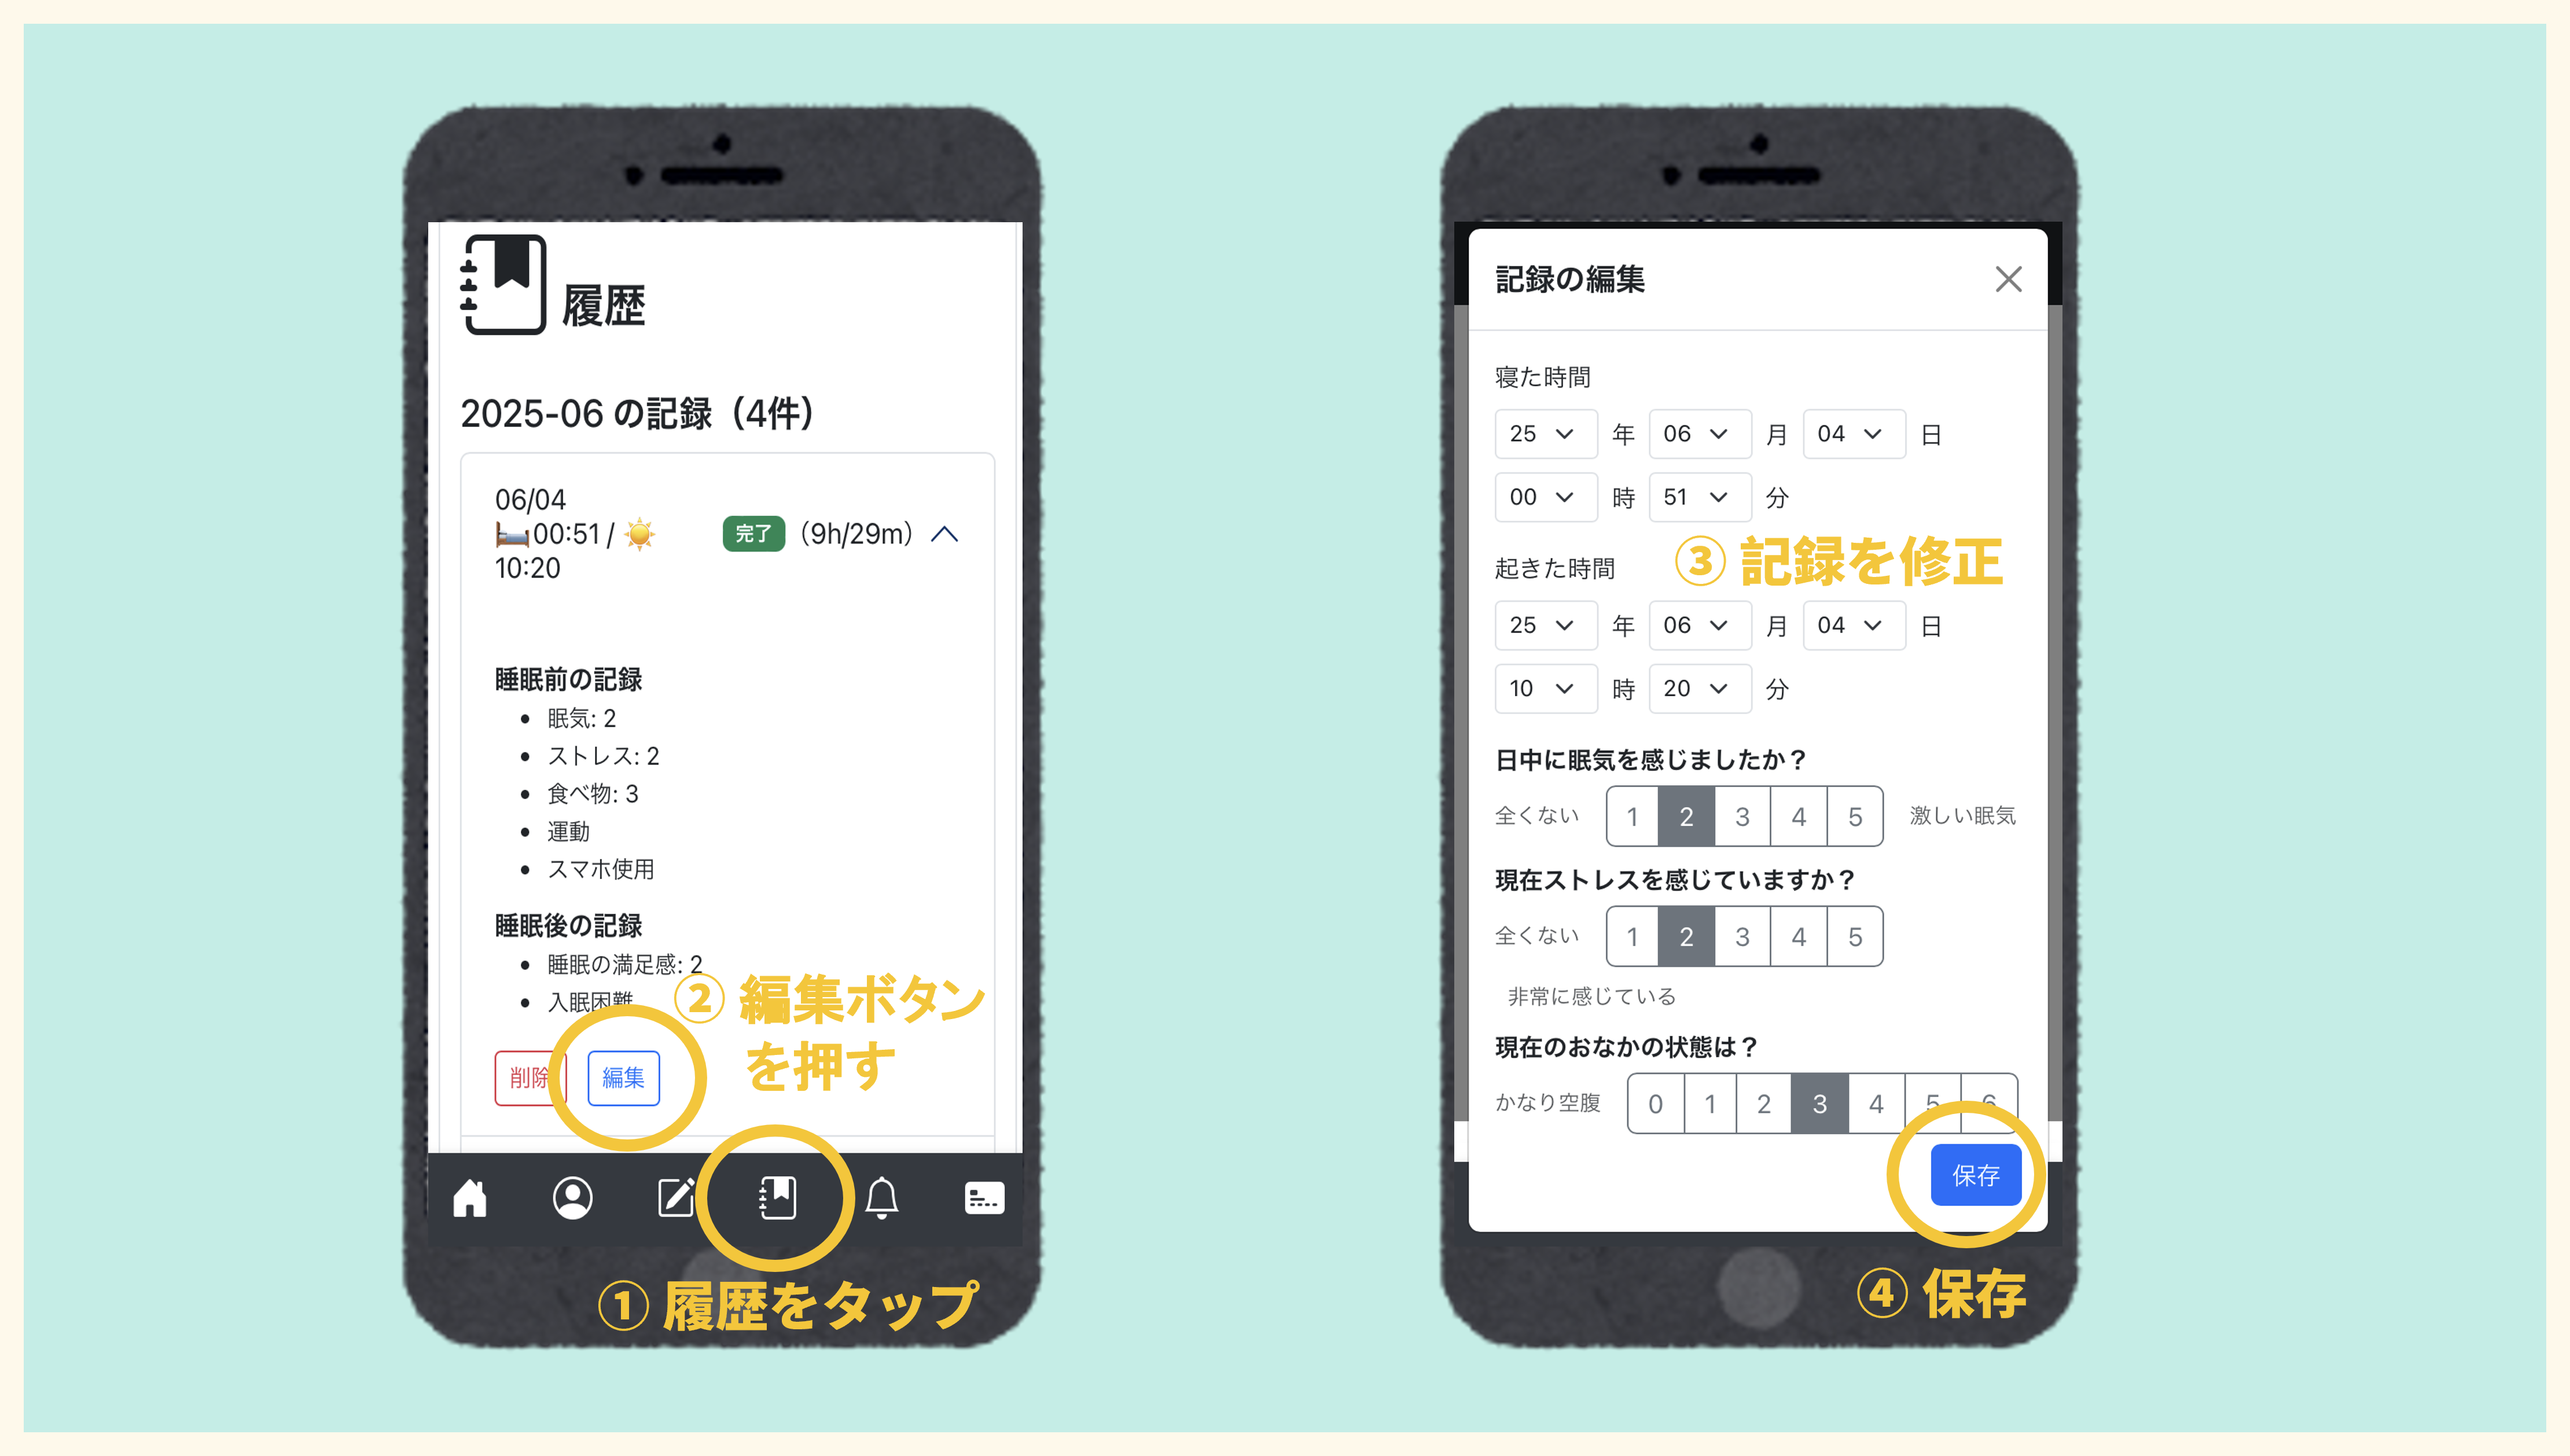 履歴
2025-06 の記録（4件）
06/04
00:51 /
10:20
完了 （9h/29m）
睡眠前の記録
眠気: 2
ストレス: 2
食べ物: 3
運動
スマホ使用
睡眠後の記録
睡眠の満足感: 2
入眠困難
② 編集ボタン
を押す
削除
編集
① 履歴をタップ
記録の編集
寝た時間
25 年 06 月 04 日
00 時 51 分
③ 記録を修正
起きた時間
25 年 06 月 04 日
10 時 20 分
日中に眠気を感じましたか？
全くない 1 2 3 4 5 激しい眠気
現在ストレスを感じていますか？
全くない 1 2 3 4 5
非常に感じている
現在のおなかの状態は？
かなり空腹 0 1 2 3 4 5 6
保存
④ 保存